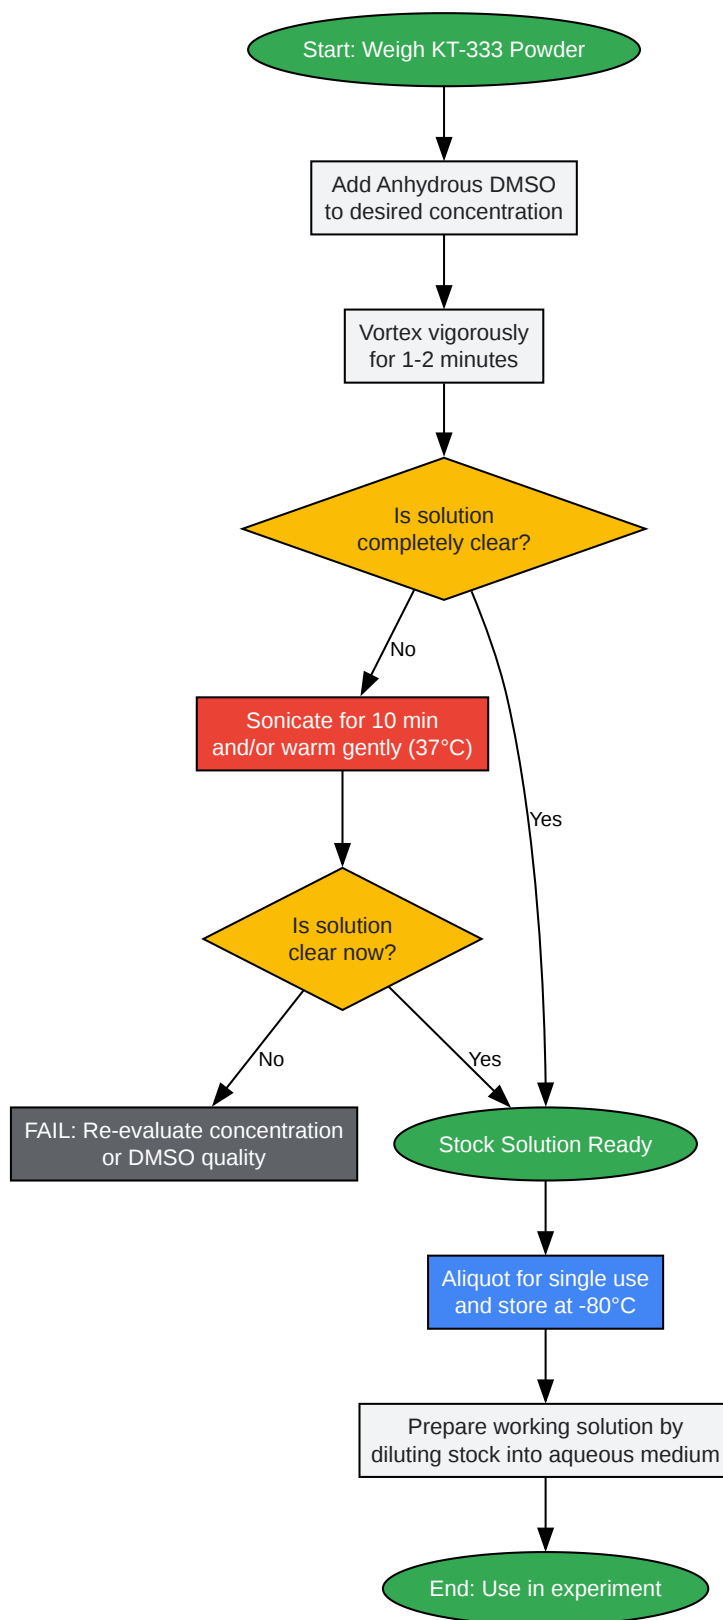 Start: Weigh KT-333 Powder
Add Anhydrous DMSO
to desired concentration
Vortex vigorously
for 1-2 minutes
Is solution
completely clear?
No
Sonicate for 10 min
and/or warm gently (37°C)
Yes
Is solution
clear now?
No
Yes
FAIL: Re-evaluate concentration
or DMSO quality
Stock Solution Ready
Aliquot for single use
and store at -80°C
Prepare working solution by
diluting stock into aqueous medium
End: Use in experiment